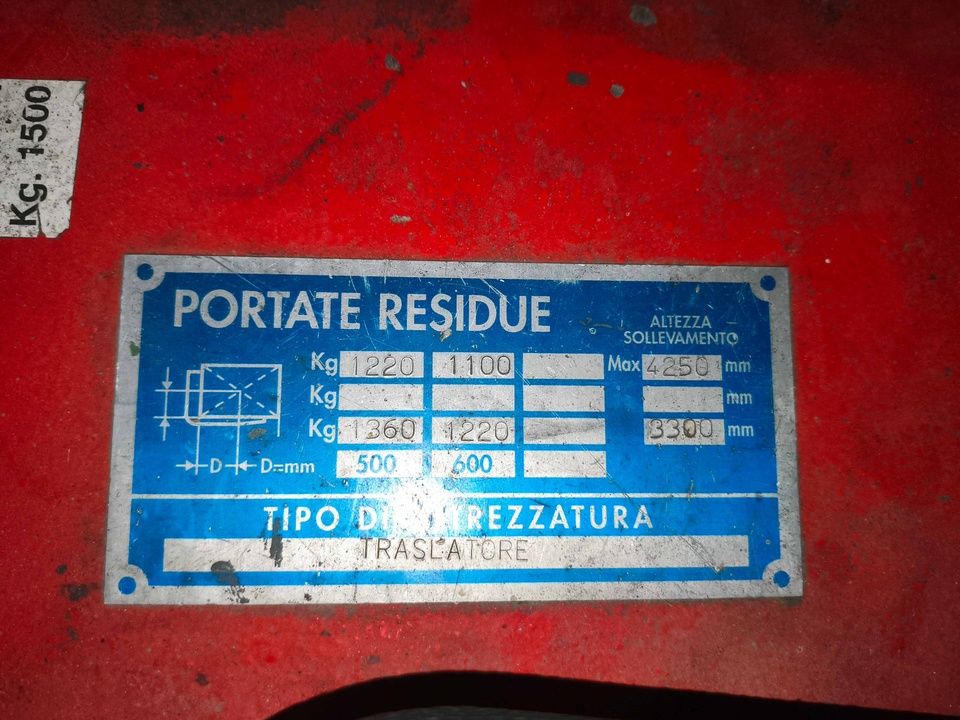 Kg. 1500
PORTATE RESIDUE
ALTEZZA
SOLLEVAMENTO
Kg 1220 1100 Max 4250 mm
Kg mm
Kg 1360 1220 3300 mm
D D=mm 500 600
TIPO DI ATTREZZATURA
TRASLATORE